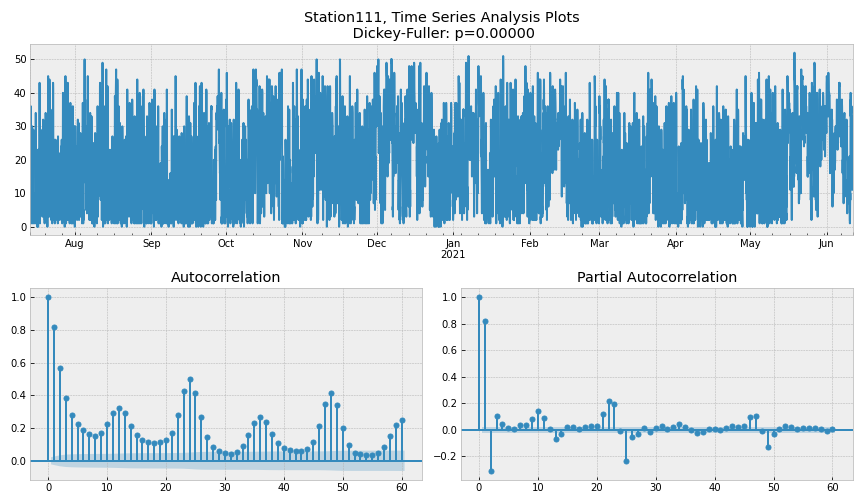 Station111, Time Series Analysis Plots
Dickey-Fuller: p=0.00000
50
40
30
20
10
0
Aug Sep Oct Nov Dec Jan Feb Mar Apr May Jun
2021
Autocorrelation
1.0
0.8
0.6
0.4
0.2
0.0
0 10 20 30 40 50 60
Partial Autocorrelation
1.0
0.8
0.6
0.4
0.2
0.0
−0.2
0 10 20 30 40 50 60